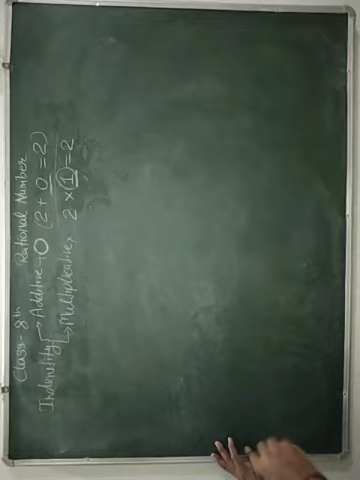 Class - 8th Rational Number
Indentity → Additive → 0 (2 + 0 = 2)
→ Multiplicative, 2 × 1 = 2